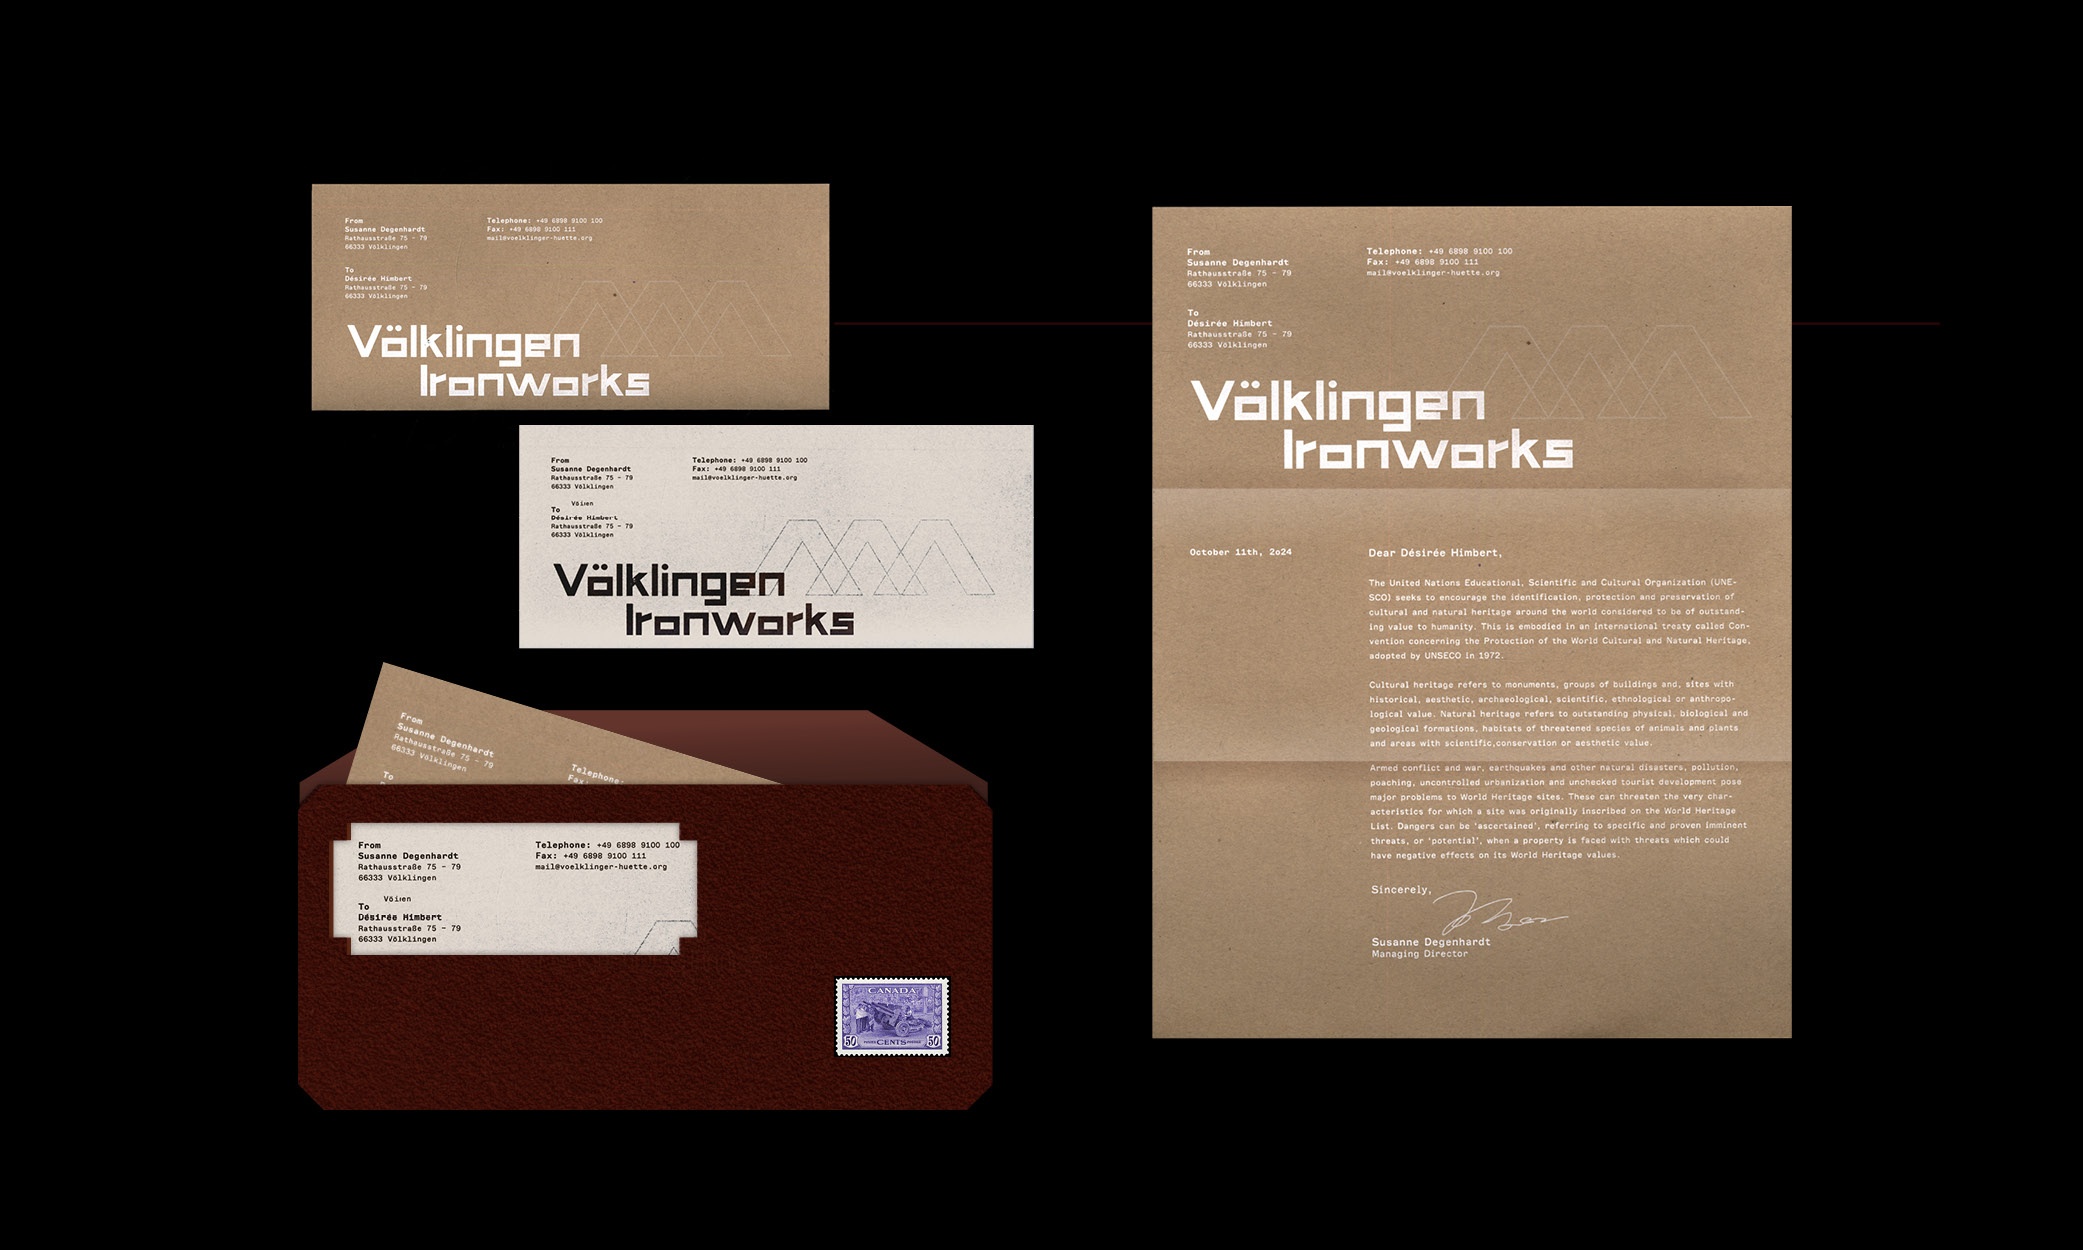 From
Susanne Degenhardt
Rathausstraße 75 - 79
66333 Völklingen
Telephone: +49 6898 9100 100
Fax: +49 6898 9100 111
mail@voelklinger-huette.org
To
Désirée Himbert
Rathausstraße 75 - 79
66333 Völklingen
Völklingen
Ironworks
From
Susanne Degenhardt
Rathausstraße 75 - 79
66333 Völklingen
Telephone: +49 6898 9100 100
Fax: +49 6898 9100 111
mail@voelklinger-huette.org
To
Désirée Himbert
Rathausstraße 75 - 79
66333 Völklingen
Völklingen
Ironworks
From
Susanne Degenhardt
Rathausstraße 75 - 79
66333 Völklingen
To
Telephone:
From
Susanne Degenhardt
Rathausstraße 75 - 79
66333 Völklingen
Telephone: +49 6898 9100 100
Fax: +49 6898 9100 111
mail@voelklinger-huette.org
To
Désirée Himbert
Rathausstraße 75 - 79
66333 Völklingen
CANADA
50 CENTS 50
From
Susanne Degenhardt
Rathausstraße 75 - 79
66333 Völklingen
Telephone: +49 6898 9100 100
Fax: +49 6898 9100 111
mail@voelklinger-huette.org
To
Désirée Himbert
Rathausstraße 75 - 79
66333 Völklingen
Völklingen
Ironworks
October 11th, 2o24
Dear Désirée Himbert,
The United Nations Educational, Scientific and Cultural Organization (UNE-
SCO) seeks to encourage the identification, protection and preservation of
cultural and natural heritage around the world considered to be of outstand-
ing value to humanity. This is embodied in an international treaty called Con-
vention concerning the Protection of the World Cultural and Natural Heritage,
adopted by UNSECO in 1972.
Cultural heritage refers to monuments, groups of buildings and, sites with
historical, aesthetic, archaeological, scientific, ethnological or anthropo-
logical value. Natural heritage refers to outstanding physical, biological and
geological formations, habitats of threatened species of animals and plants
and areas with scientific,conservation or aesthetic value.
Armed conflict and war, earthquakes and other natural disasters, pollution,
poaching, uncontrolled urbanization and unchecked tourist development pose
major problems to World Heritage sites. These can threaten the very char-
acteristics for which a site was originally inscribed on the World Heritage
List. Dangers can be 'ascertained', referring to specific and proven imminent
threats, or 'potential', when a property is faced with threats which could
have negative effects on its World Heritage values.
Sincerely,
Susanne Degenhardt
Managing Director